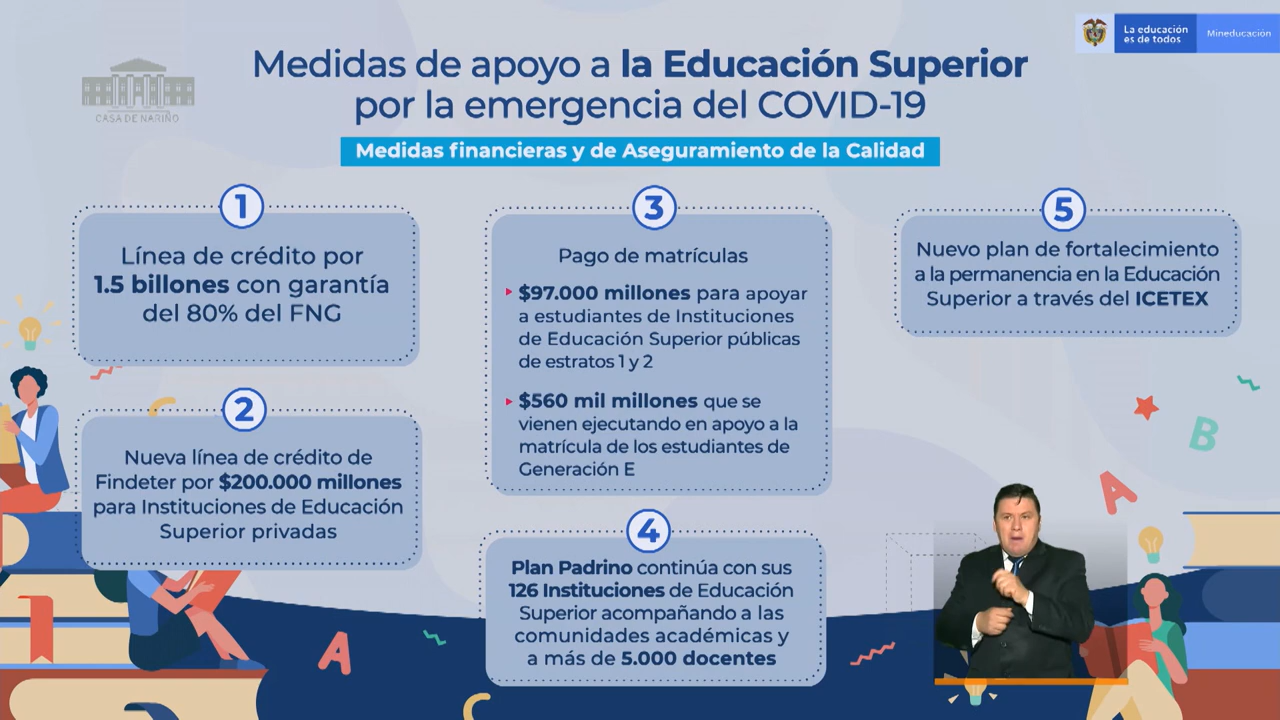 La educación
es de todos
Mineducación
CASA DE NARIÑO
Medidas de apoyo a la Educación Superior
por la emergencia del COVID-19
Medidas financieras y de Aseguramiento de la Calidad
1
Línea de crédito por
1.5 billones con garantía
del 80% del FNG
2
Nueva línea de crédito de
Findeter por $200.000 millones
para Instituciones de Educación
Superior privadas
3
Pago de matrículas
$97.000 millones para apoyar
a estudiantes de Instituciones
de Educación Superior públicas
de estratos 1 y 2
$560 mil millones que se
vienen ejecutando en apoyo a la
matrícula de los estudiantes de
Generación E
4
Plan Padrino continúa con sus
126 Instituciones de Educación
Superior acompañando a las
comunidades académicas y
a más de 5.000 docentes
5
Nuevo plan de fortalecimiento
a la permanencia en la Educación
Superior a través del ICETEX
B
A
A